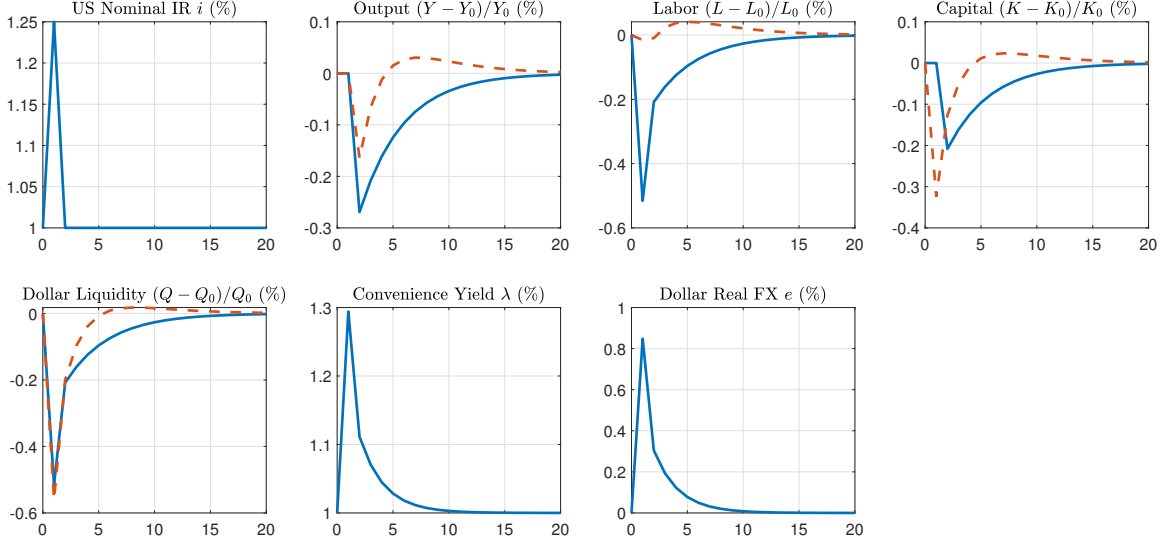 US Nominal IR i (%)
1.25
1.2
1.15
1.1
1.05
1
0 5 10 15 20
Output (Y − Y₀)/Y₀ (%)
0.1
0
-0.1
-0.2
-0.3
0 5 10 15 20
Labor (L − L₀)/L₀ (%)
0
-0.2
-0.4
-0.6
0 5 10 15 20
Capital (K − K₀)/K₀ (%)
0.1
0
-0.1
-0.2
-0.3
-0.4
0 5 10 15 20
Dollar Liquidity (Q − Q₀)/Q₀ (%)
0
-0.2
-0.4
-0.6
0 5 10 15 20
Convenience Yield λ (%)
1.3
1.2
1.1
1
0 5 10 15 20
Dollar Real FX e (%)
1
0.8
0.6
0.4
0.2
0
0 5 10 15 20